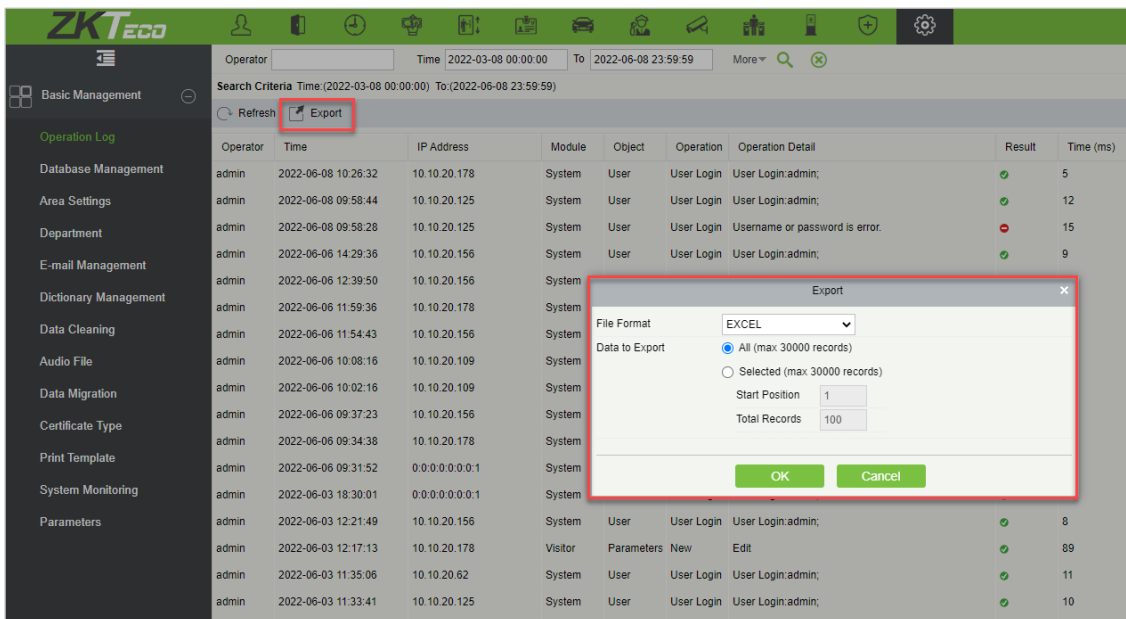 ZKTeco
Operator Time 2022-03-08 00:00:00 To 2022-06-08 23:59:59 More
Search Criteria Time:(2022-03-08 00:00:00) To:(2022-06-08 23:59:59)
Refresh Export
Basic Management
Operation Log
Database Management
Area Settings
Department
E-mail Management
Dictionary Management
Data Cleaning
Audio File
Data Migration
Certificate Type
Print Template
System Monitoring
Parameters
Operator Time IP Address Module Object Operation Operation Detail Result Time (ms)
admin 2022-06-08 10:26:32 10.10.20.178 System User User Login User Login:admin; 5
admin 2022-06-08 09:58:44 10.10.20.125 System User User Login User Login:admin; 12
admin 2022-06-08 09:58:28 10.10.20.125 System User User Login Username or password is error. 15
admin 2022-06-06 14:29:36 10.10.20.156 System User User Login User Login:admin; 9
admin 2022-06-06 12:39:50 10.10.20.156 System
admin 2022-06-06 11:59:36 10.10.20.178 System
admin 2022-06-06 11:54:43 10.10.20.156 System
admin 2022-06-06 10:08:16 10.10.20.109 System
admin 2022-06-06 10:02:16 10.10.20.109 System
admin 2022-06-06 09:37:23 10.10.20.156 System
admin 2022-06-06 09:34:38 10.10.20.178 System
admin 2022-06-06 09:31:52 0:0:0:0:0:0:0:1 System
admin 2022-06-03 18:30:01 0:0:0:0:0:0:0:1 System
admin 2022-06-03 12:21:49 10.10.20.156 System User User Login User Login:admin; 8
admin 2022-06-03 12:17:13 10.10.20.178 Visitor Parameters New Edit 89
admin 2022-06-03 11:35:06 10.10.20.62 System User User Login User Login:admin; 11
admin 2022-06-03 11:33:41 10.10.20.125 System User User Login User Login:admin; 10
Export
File Format EXCEL
Data to Export All (max 30000 records)
Selected (max 30000 records)
Start Position 1
Total Records 100
OK Cancel